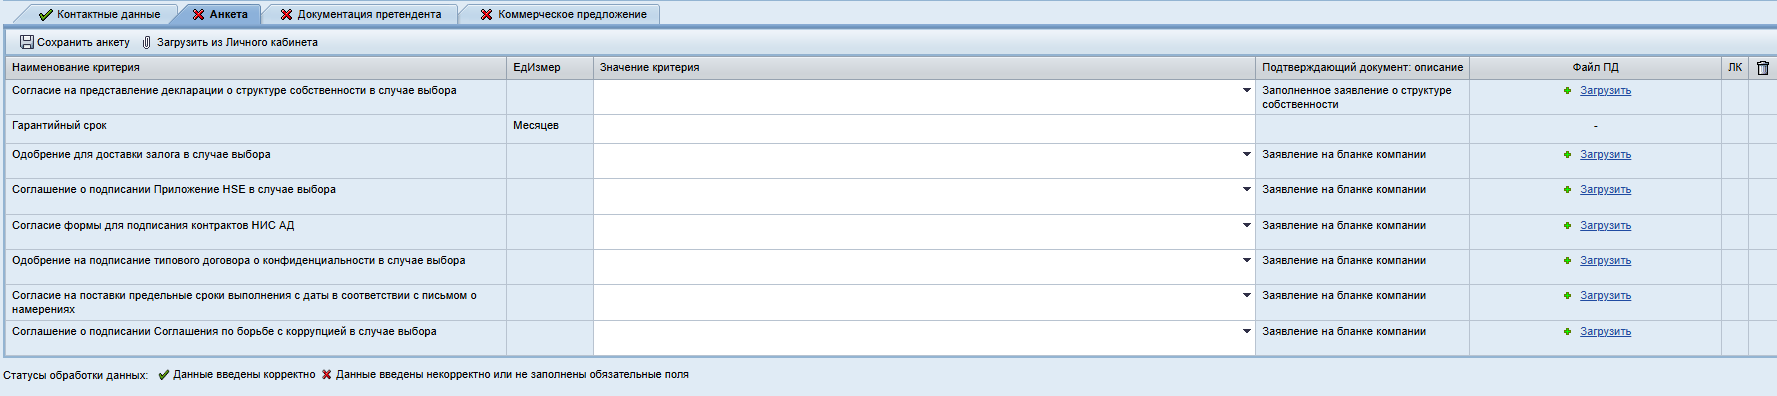 Контактные данные Анкета Документация претендента Коммерческое предложение
Сохранить анкету Загрузить из Личного кабинета
Наименование критерия ЕдИзмер Значение критерия Подтверждающий документ: описание Файл ПД ЛК
Согласие на представление декларации о структуре собственности в случае выбора Заполненное заявление о структуре Загрузить
собственности
Гарантийный срок Месяцев -
Одобрение для доставки залога в случае выбора Заявление на бланке компании Загрузить
Соглашение о подписании Приложение HSE в случае выбора Заявление на бланке компании Загрузить
Согласие формы для подписания контрактов НИС АД Заявление на бланке компании Загрузить
Одобрение на подписание типового договора о конфиденциальности в случае выбора Заявление на бланке компании Загрузить
Согласие на поставки предельные сроки выполнения с даты в соответствии с письмом о Заявление на бланке компании Загрузить
намерениях
Соглашение о подписании Соглашения по борьбе с коррупцией в случае выбора Заявление на бланке компании Загрузить
Статусы обработки данных: Данные введены корректно Данные введены некорректно или не заполнены обязательные поля